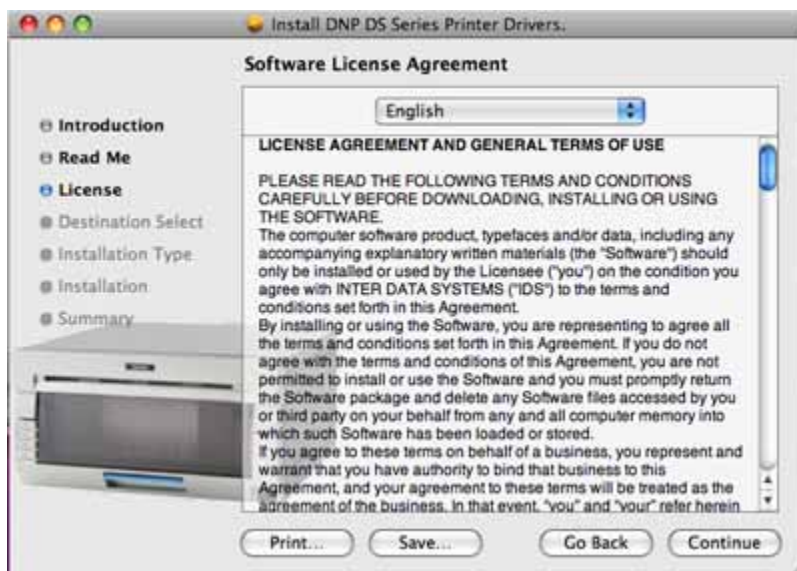 Install DNP DS Series Printer Drivers.
Software License Agreement
Introduction
Read Me
License
Destination Select
Installation Type
Installation
Summary
English
LICENSE AGREEMENT AND GENERAL TERMS OF USE
PLEASE READ THE FOLLOWING TERMS AND CONDITIONS
CAREFULLY BEFORE DOWNLOADING, INSTALLING OR USING
THE SOFTWARE.
The computer software product, typefaces and/or data, including any
accompanying explanatory written materials (the "Software") should
only be installed or used by the Licensee ("you") on the condition you
agree with INTER DATA SYSTEMS ("IDS") to the terms and
conditions set forth in this Agreement.
By installing or using the Software, you are representing to agree all
the terms and conditions set forth in this Agreement. If you do not
agree with the terms and conditions of this Agreement, you are not
permitted to install or use the Software and you must promptly return
the Software package and delete any Software files accessed by you
or third party on your behalf from any and all computer memory into
which such Software has been loaded or stored.
If you agree to these terms on behalf of a business, you represent and
warrant that you have authority to bind that business to this
Agreement, and your agreement to these terms will be treated as the
agreement of the business. In that event, "you" and "your" refer herein
Print... Save... Go Back Continue